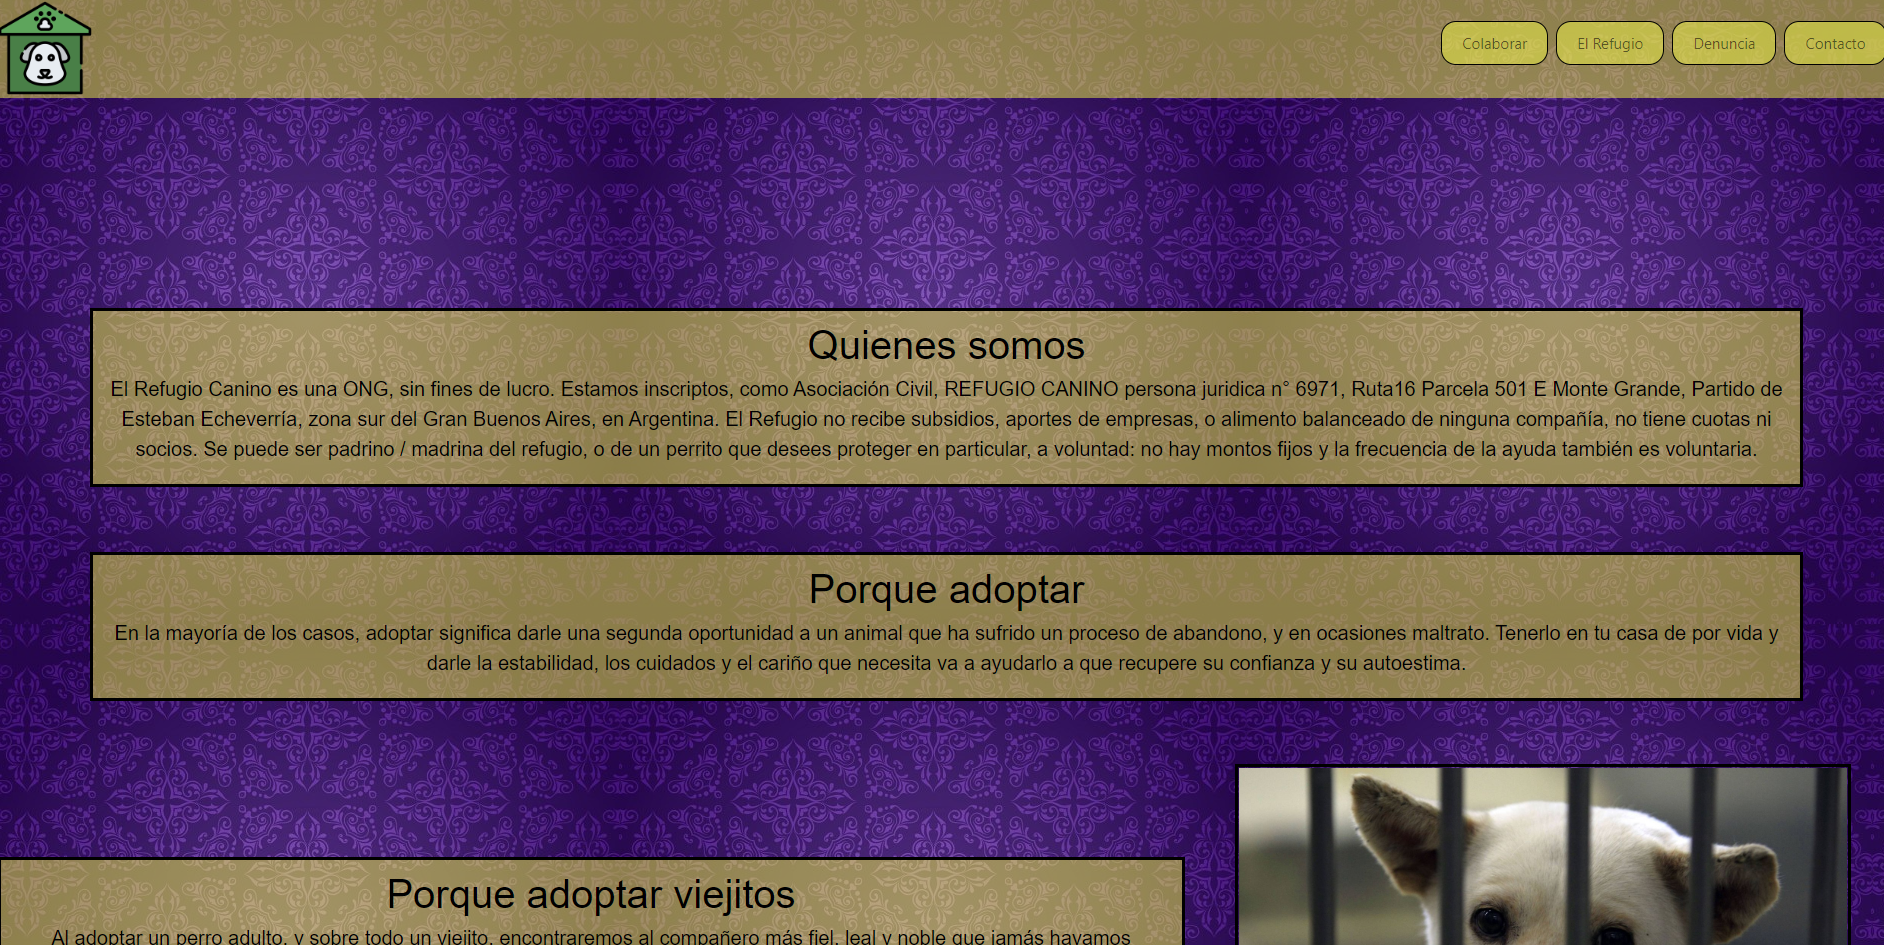 Colaborar
El Refugio
Denuncia
Contacto
Quienes somos
El Refugio Canino es una ONG, sin fines de lucro. Estamos inscriptos, como Asociación Civil, REFUGIO CANINO persona juridica n° 6971, Ruta16 Parcela 501 E Monte Grande, Partido de
Esteban Echeverría, zona sur del Gran Buenos Aires, en Argentina. El Refugio no recibe subsidios, aportes de empresas, o alimento balanceado de ninguna compañía, no tiene cuotas ni
socios. Se puede ser padrino / madrina del refugio, o de un perrito que desees proteger en particular, a voluntad: no hay montos fijos y la frecuencia de la ayuda también es voluntaria.
Porque adoptar
En la mayoría de los casos, adoptar significa darle una segunda oportunidad a un animal que ha sufrido un proceso de abandono, y en ocasiones maltrato. Tenerlo en tu casa de por vida y
darle la estabilidad, los cuidados y el cariño que necesita va a ayudarlo a que recupere su confianza y su autoestima.
Porque adoptar viejitos
Al adoptar un perro adulto, y sobre todo un viejito, encontraremos al compañero más fiel, leal y noble que jamás hayamos